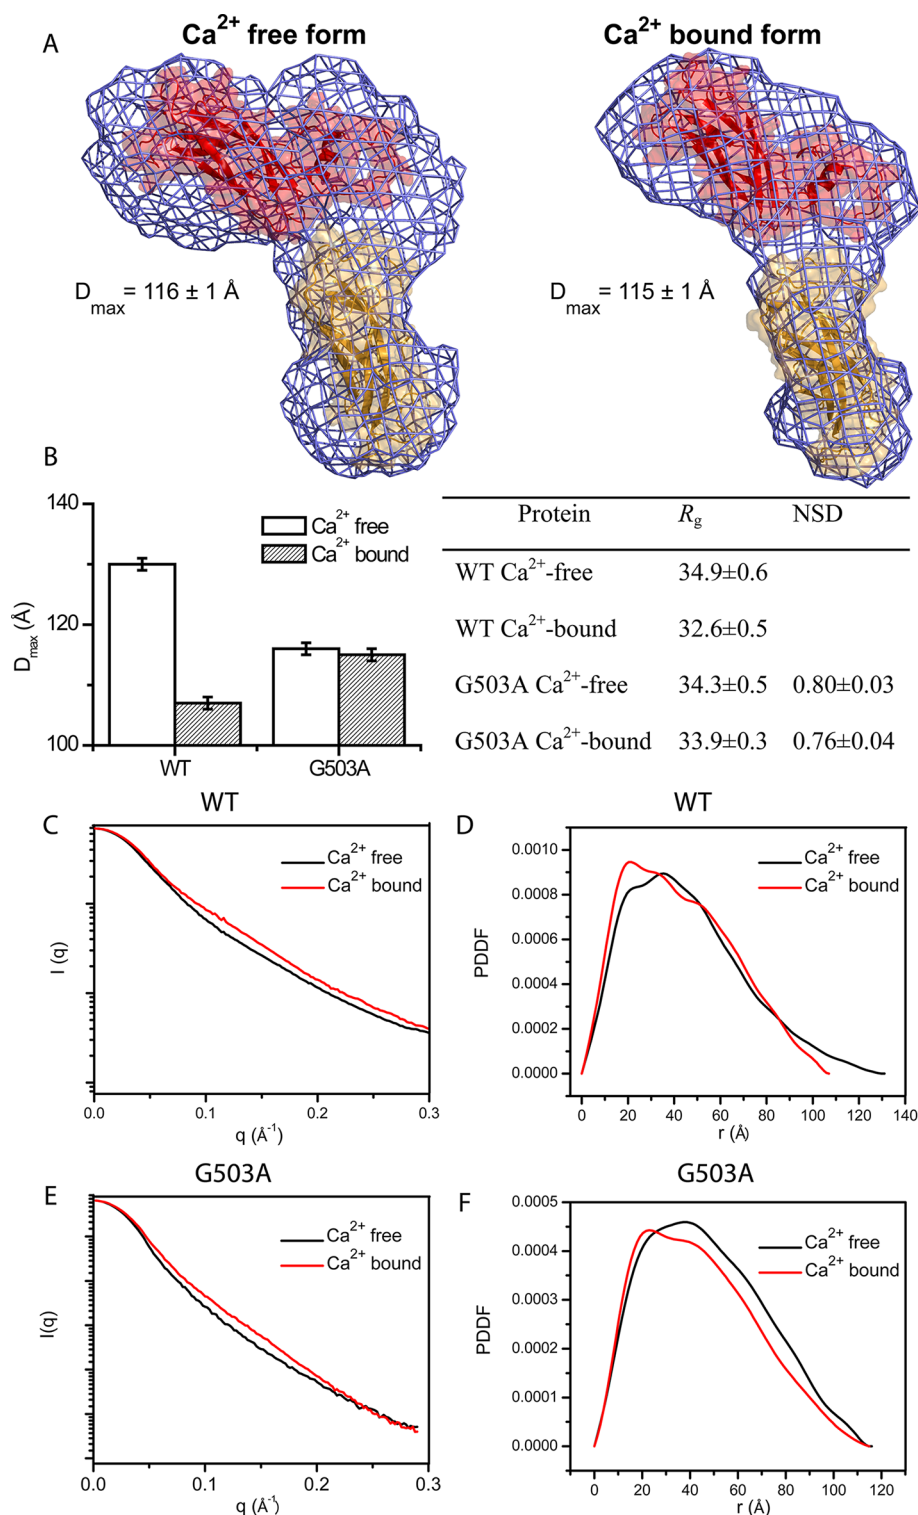 A
Ca²⁺ free form
Ca²⁺ bound form
Dmax = 116 ± 1 Å
Dmax = 115 ± 1 Å
B
140
120
100
Dmax (Å)
Ca²⁺ free
Ca²⁺ bound
WT
G503A
Protein Rg NSD
WT Ca²⁺-free 34.9±0.6
WT Ca²⁺-bound 32.6±0.5
G503A Ca²⁺-free 34.3±0.5 0.80±0.03
G503A Ca²⁺-bound 33.9±0.3 0.76±0.04
WT
C
Ca²⁺ free
Ca²⁺ bound
I (q)
0.0 0.1 0.2 0.3
q (Å⁻¹)
WT
D
Ca²⁺ free
Ca²⁺ bound
0.0010
0.0008
0.0006
0.0004
0.0002
0.0000
PDDF
0 20 40 60 80 100 120 140
r (Å)
G503A
E
Ca²⁺ free
Ca²⁺ bound
I(q)
0.0 0.1 0.2 0.3
q (Å⁻¹)
G503A
F
Ca²⁺ free
Ca²⁺ bound
0.0005
0.0004
0.0003
0.0002
0.0001
0.0000
PDDF
0 20 40 60 80 100 120
r (Å)